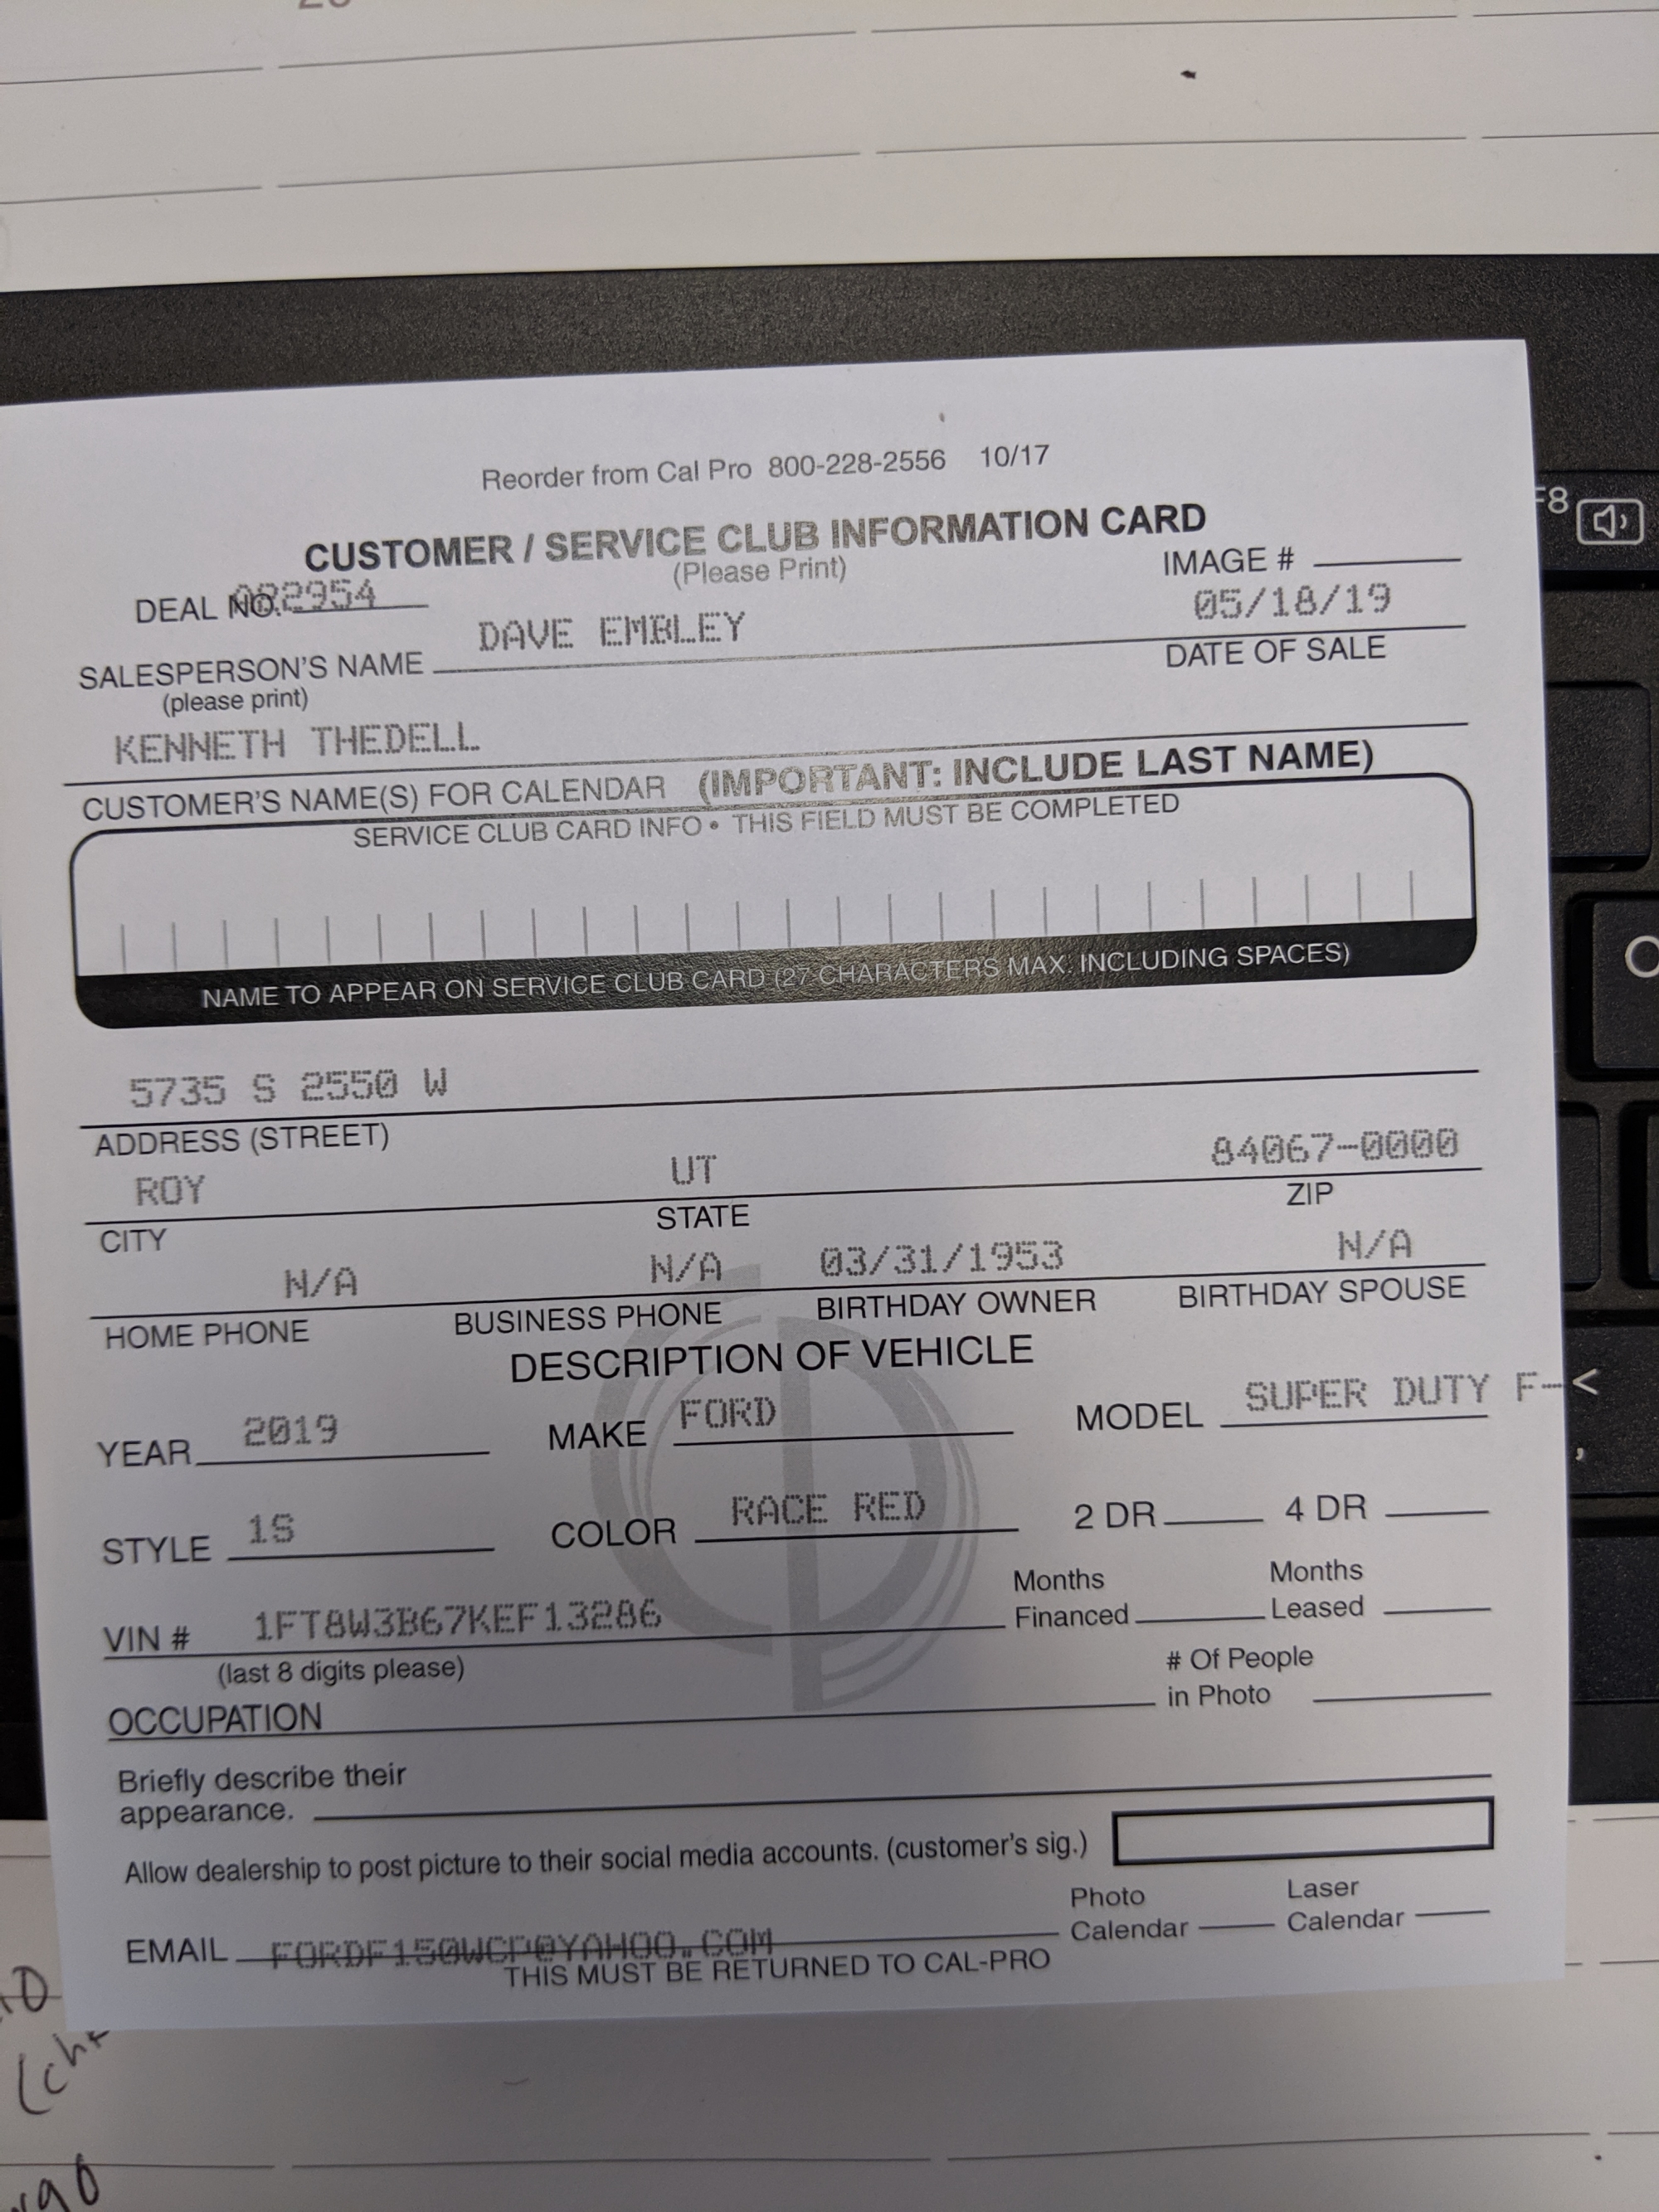 Reorder from Cal Pro 800-228-2556 10/17
CUSTOMER / SERVICE CLUB INFORMATION CARD
(Please Print)
IMAGE #
DEAL NO. 082954
05/18/19
SALESPERSON'S NAME DAVE EMBLEY
DATE OF SALE
(please print)
KENNETH THEDELL
CUSTOMER'S NAME(S) FOR CALENDAR (IMPORTANT: INCLUDE LAST NAME)
SERVICE CLUB CARD INFO • THIS FIELD MUST BE COMPLETED
NAME TO APPEAR ON SERVICE CLUB CARD (27 CHARACTERS MAX. INCLUDING SPACES)
5735 S 2550 W
ADDRESS (STREET)
ROY UT 84067-0000
CITY STATE ZIP
N/A N/A 03/31/1953 N/A
HOME PHONE BUSINESS PHONE BIRTHDAY OWNER BIRTHDAY SPOUSE
DESCRIPTION OF VEHICLE
YEAR 2019 MAKE FORD MODEL SUPER DUTY F-
STYLE 1S COLOR RACE RED 2 DR 4 DR
VIN # 1FT8W3B67KEF13286 Months Financed Months Leased
(last 8 digits please)
OCCUPATION # Of People in Photo
Briefly describe their
appearance.
Allow dealership to post picture to their social media accounts. (customer's sig.)
EMAIL FORDF150WCP@YAHOO.COM Photo Calendar Laser Calendar
THIS MUST BE RETURNED TO CAL-PRO
F8
<
,